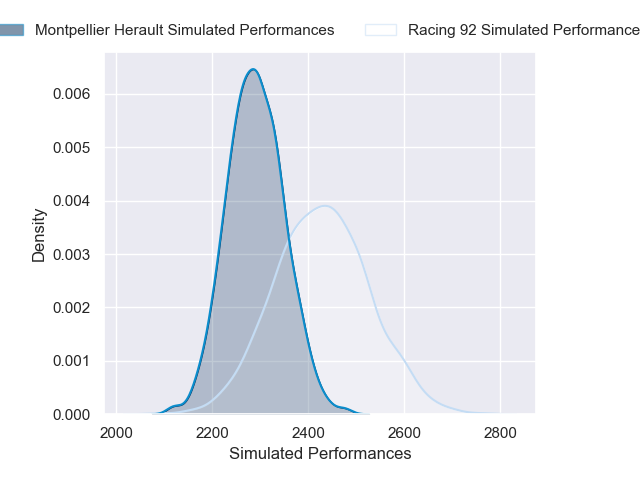 Montpellier Herault Simulated Performances
Racing 92 Simulated Performance
0.006
0.005
0.004
0.003
0.002
0.001
0.000
Density
2000 2200 2400 2600 2800
Simulated Performances